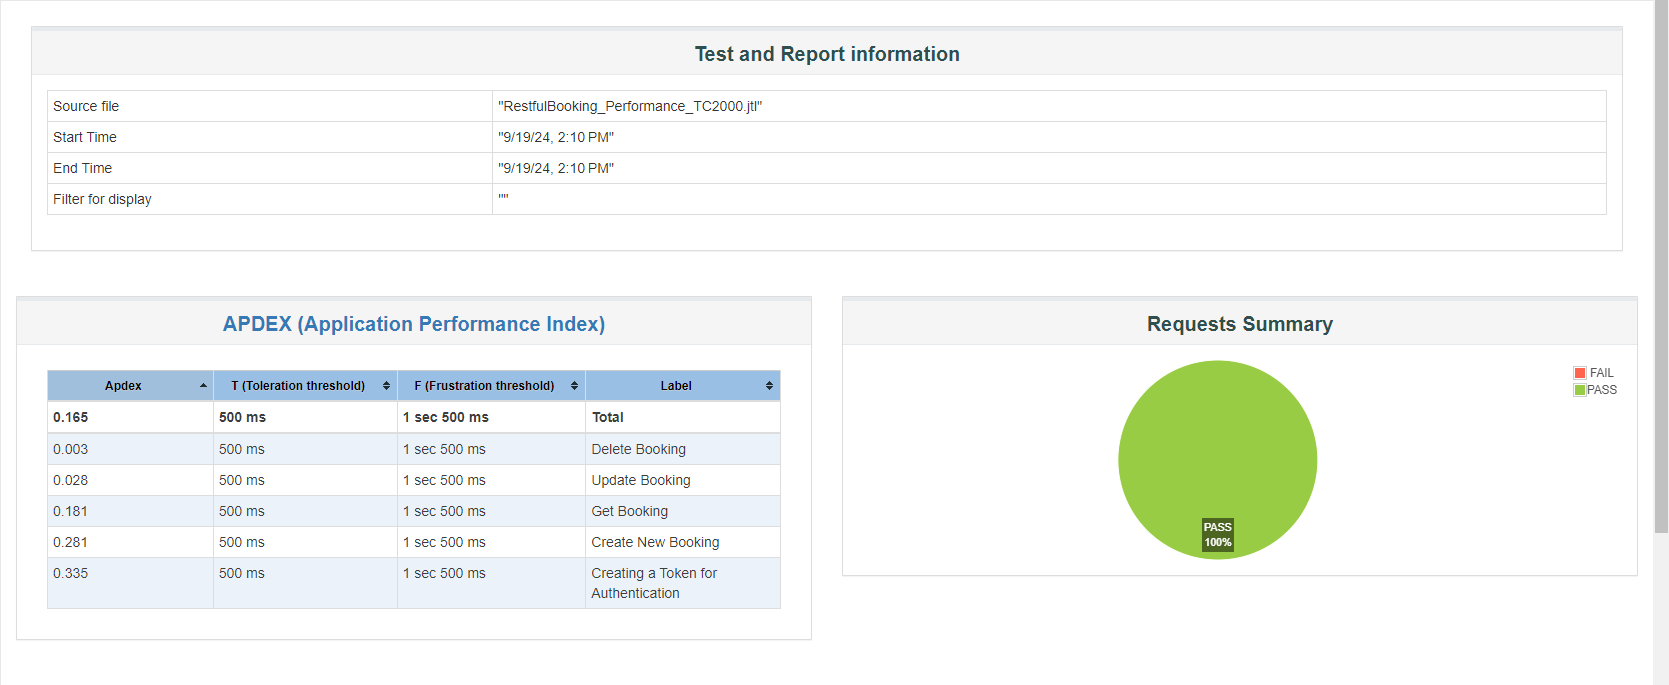 Test and Report information
Source file "RestfulBooking_Performance_TC2000.jtl"
Start Time "9/19/24, 2:10 PM"
End Time "9/19/24, 2:10 PM"
Filter for display ""
APDEX (Application Performance Index)
Apdex T (Toleration threshold) F (Frustration threshold) Label
0.165 500 ms 1 sec 500 ms Total
0.003 500 ms 1 sec 500 ms Delete Booking
0.028 500 ms 1 sec 500 ms Update Booking
0.181 500 ms 1 sec 500 ms Get Booking
0.281 500 ms 1 sec 500 ms Create New Booking
0.335 500 ms 1 sec 500 ms Creating a Token for
Authentication
Requests Summary
FAIL
PASS
PASS
100%